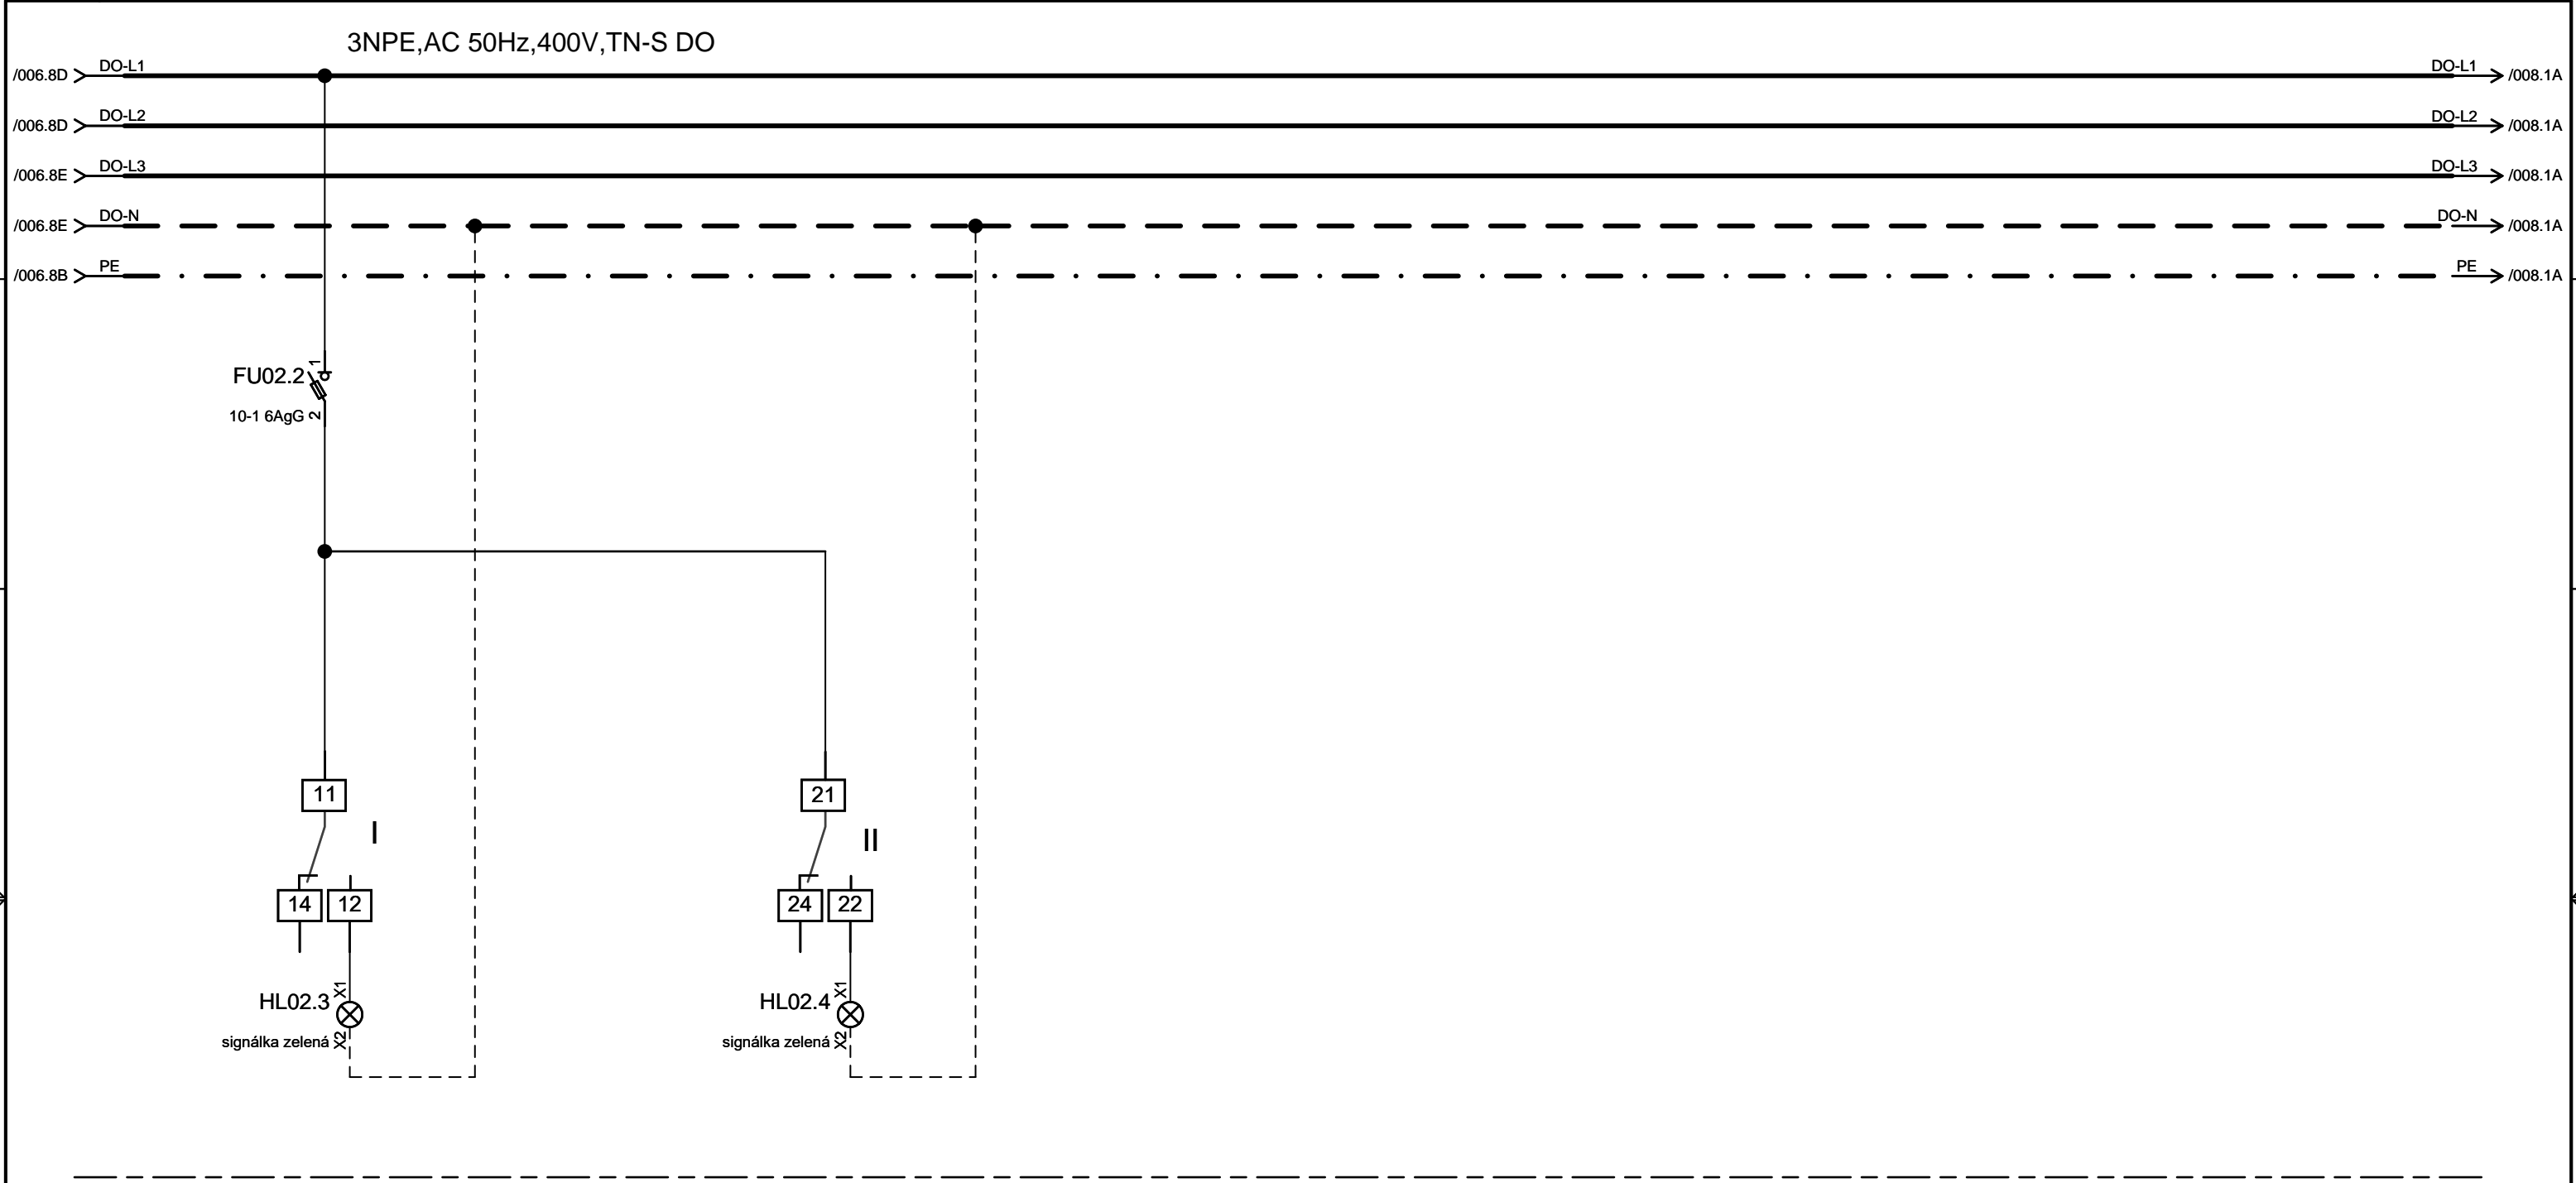 3NPE,AC 50Hz,400V,TN-S DO
/006.8D DO-L1 DO-L1 /008.1A
/006.8D DO-L2 DO-L2 /008.1A
/006.8E DO-L3 DO-L3 /008.1A
/006.8E DO-N DO-N /008.1A
/006.8B PE PE /008.1A
1
FU02.2
10-1 6AgG 2
11 21
I II
14 12 24 22
HL02.3 X1 HL02.4 X1
signálka zelená X2 signálka zelená X2